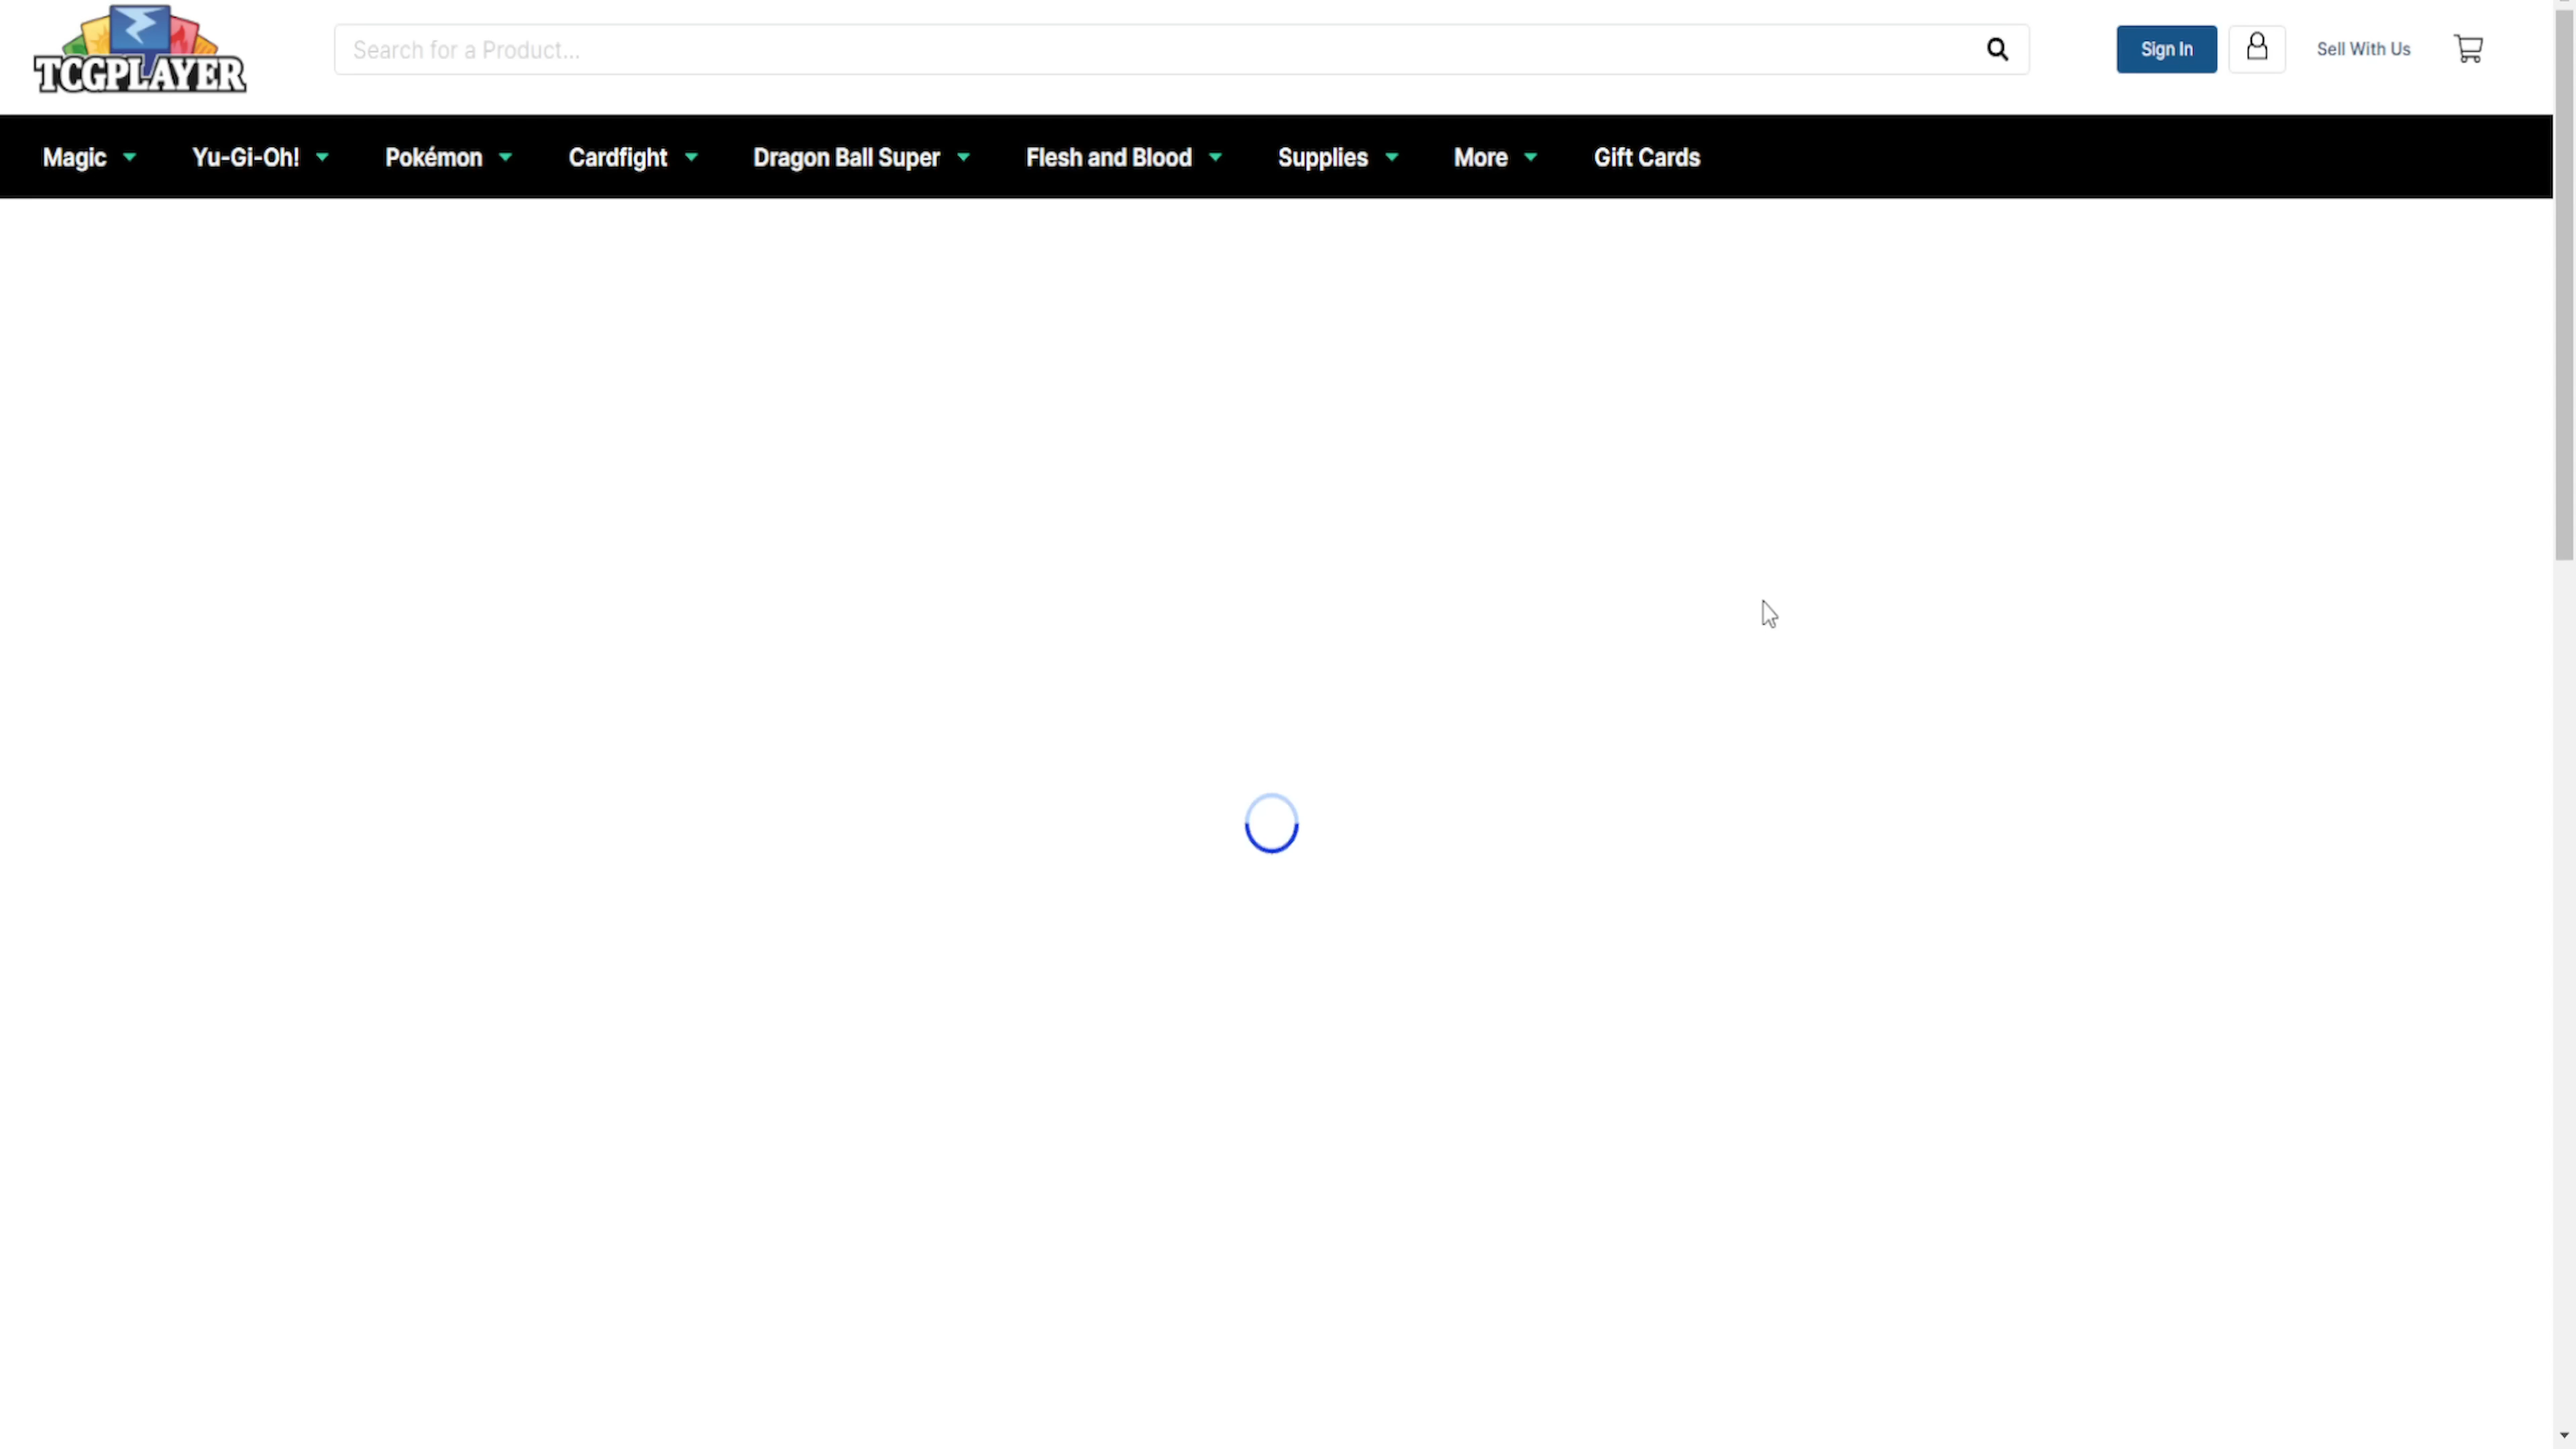 TCGPLAYER
Search for a Product...
Sign In
Sell With Us
Magic
Yu-Gi-Oh!
Pokémon
Cardfight
Dragon Ball Super
Flesh and Blood
Supplies
More
Gift Cards